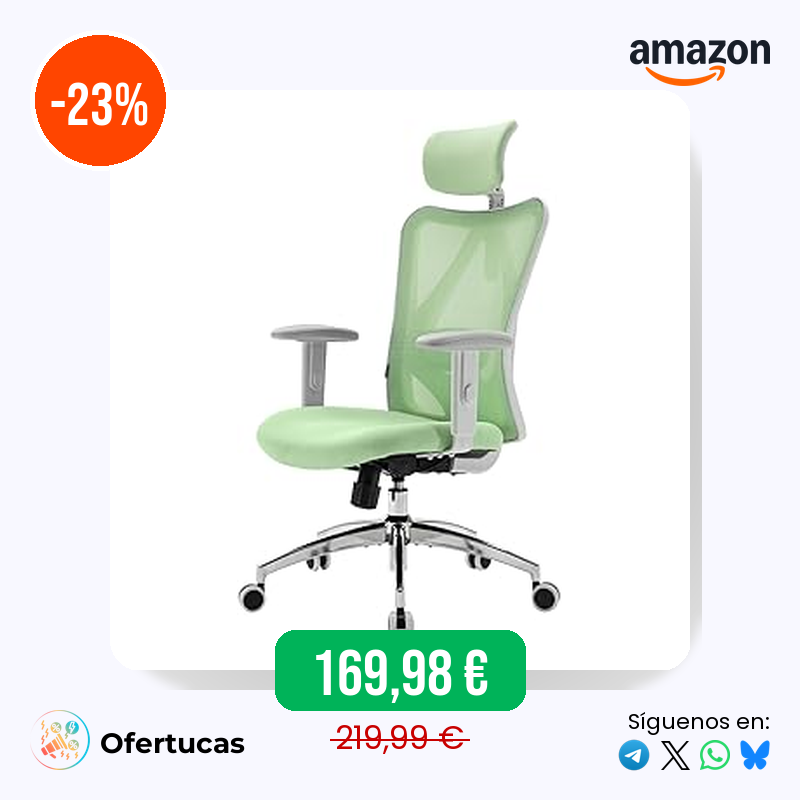 -23%
amazon
169,98 €
219,99 €
Ofertucas
Síguenos en: